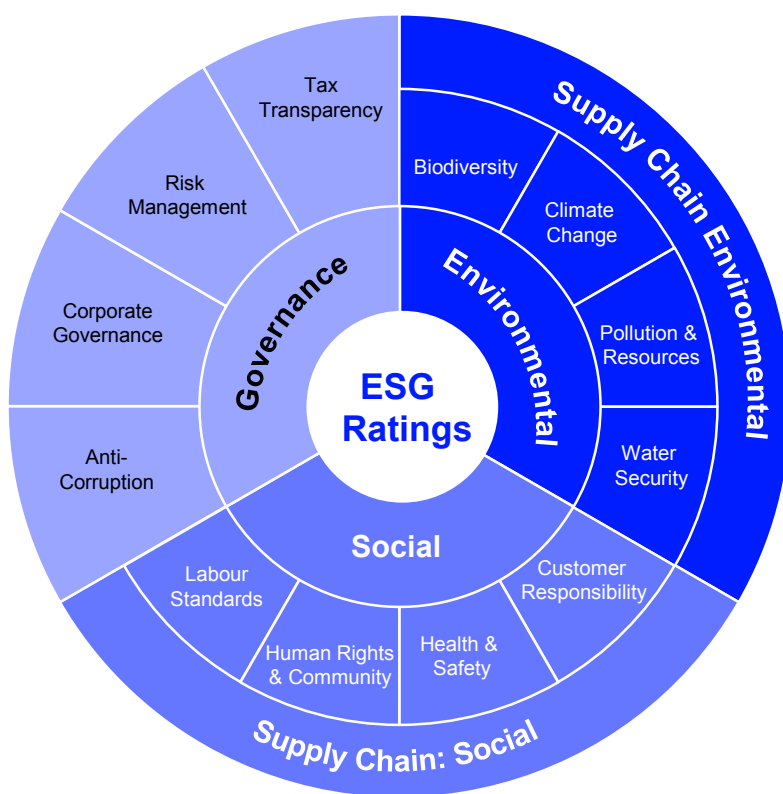 ESG
Ratings
Environmental
Supply Chain Environmental
Biodiversity
Climate
Change
Pollution &
Resources
Water
Security
Social
Supply Chain: Social
Customer
Responsibility
Health &
Safety
Human Rights
& Community
Labour
Standards
Governance
Anti-
Corruption
Corporate
Governance
Risk
Management
Tax
Transparency